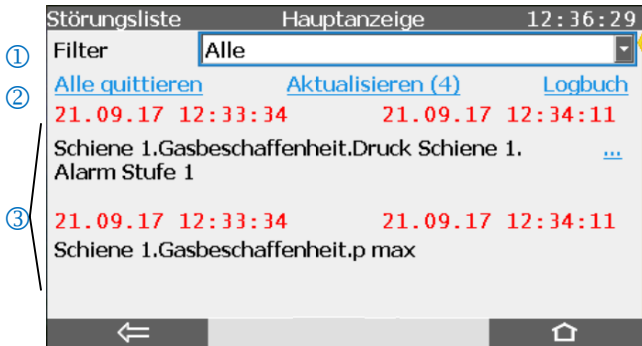 Störungsliste Hauptanzeige 12:36:29
① Filter Alle
② Alle quittieren Aktualisieren (4) Logbuch
21.09.17 12:33:34 21.09.17 12:34:11
Schiene 1.Gasbeschaffenheit.Druck Schiene 1. ...
Alarm Stufe 1
③ 21.09.17 12:33:34 21.09.17 12:34:11
Schiene 1.Gasbeschaffenheit.p max